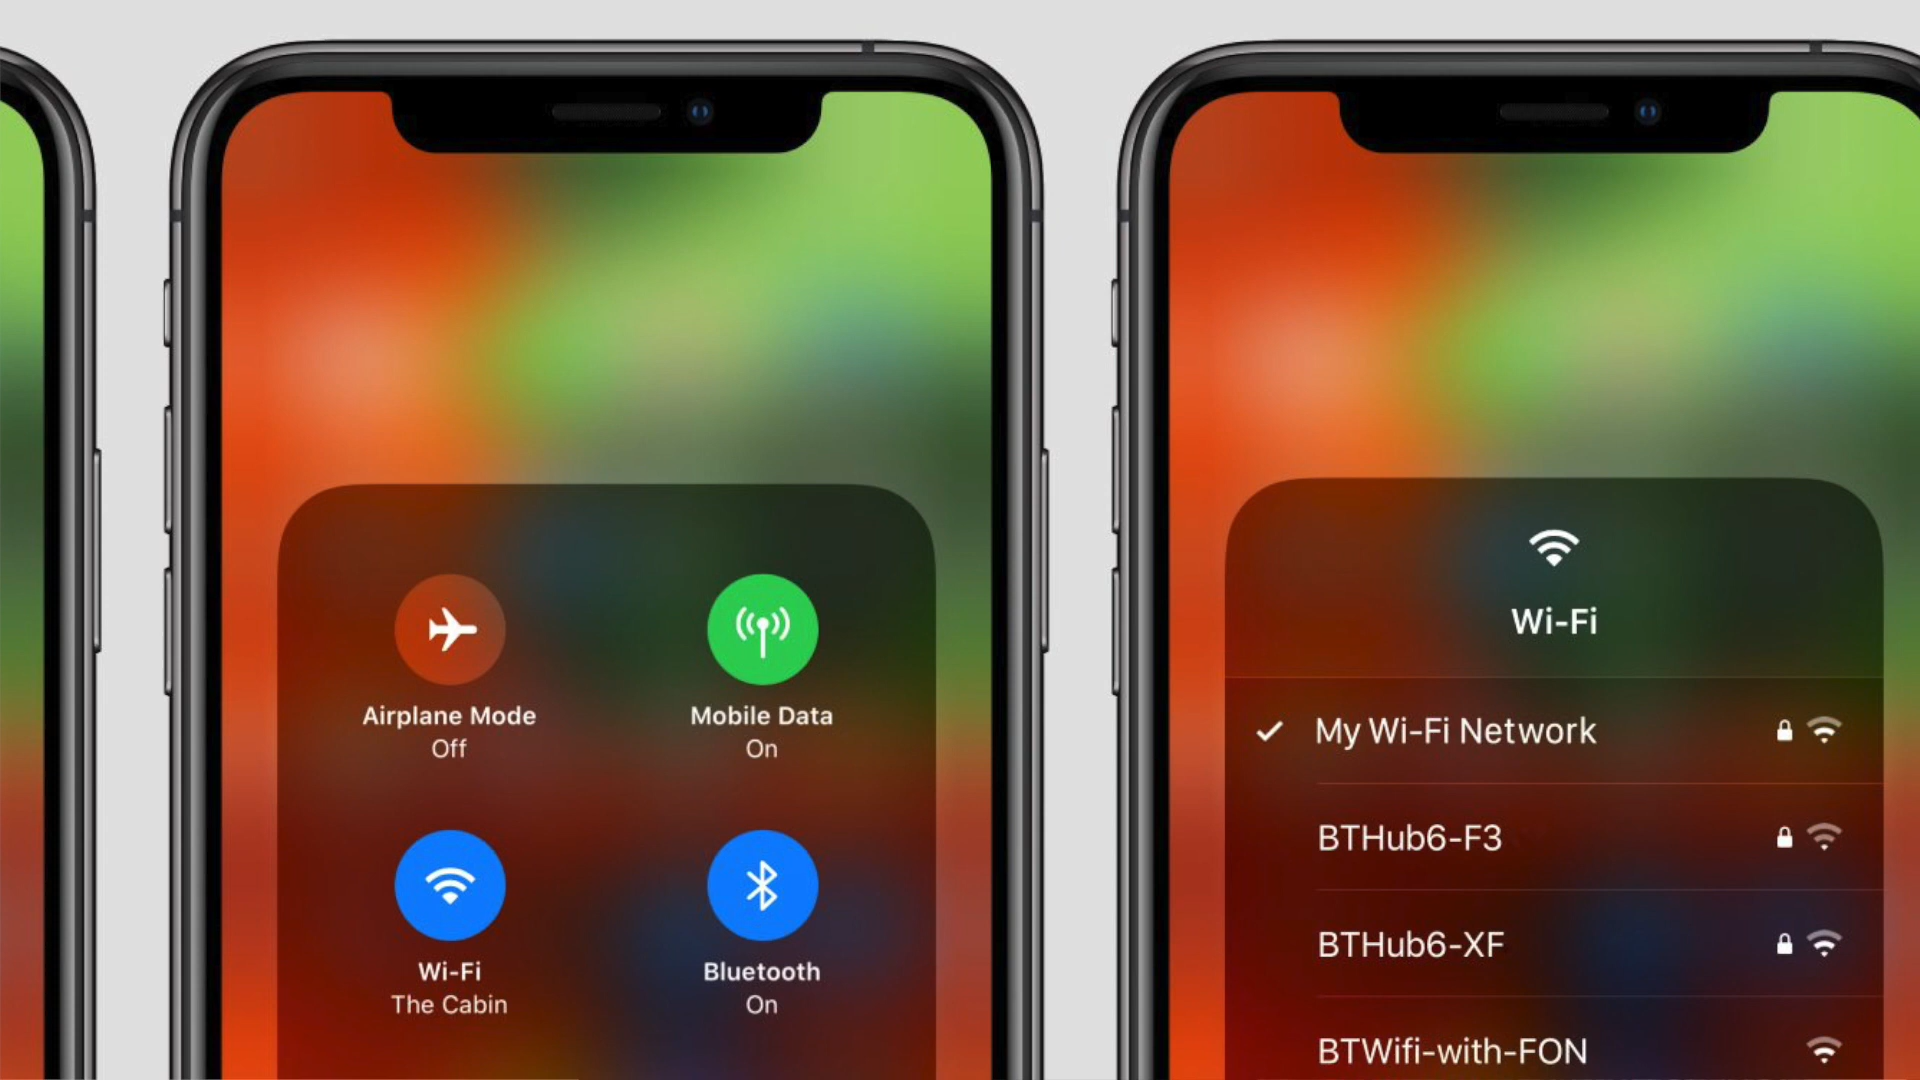 Airplane Mode
Off
Mobile Data
On
Wi-Fi
The Cabin
Bluetooth
On
Wi-Fi
My Wi-Fi Network
BTHub6-F3
BTHub6-XF
BTWifi-with-FON